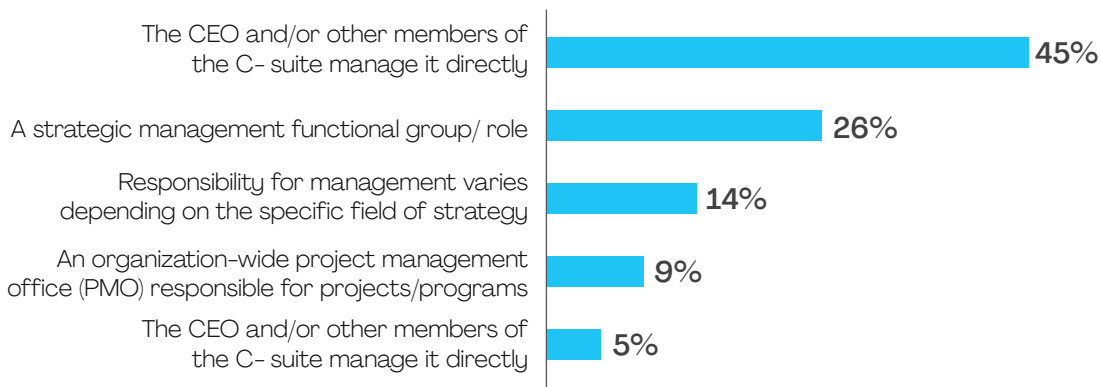 The CEO and/or other members of
the C- suite manage it directly
45%
A strategic management functional group/ role
26%
Responsibility for management varies
depending on the specific field of strategy
14%
An organization-wide project management
office (PMO) responsible for projects/programs
9%
The CEO and/or other members of
the C- suite manage it directly
5%